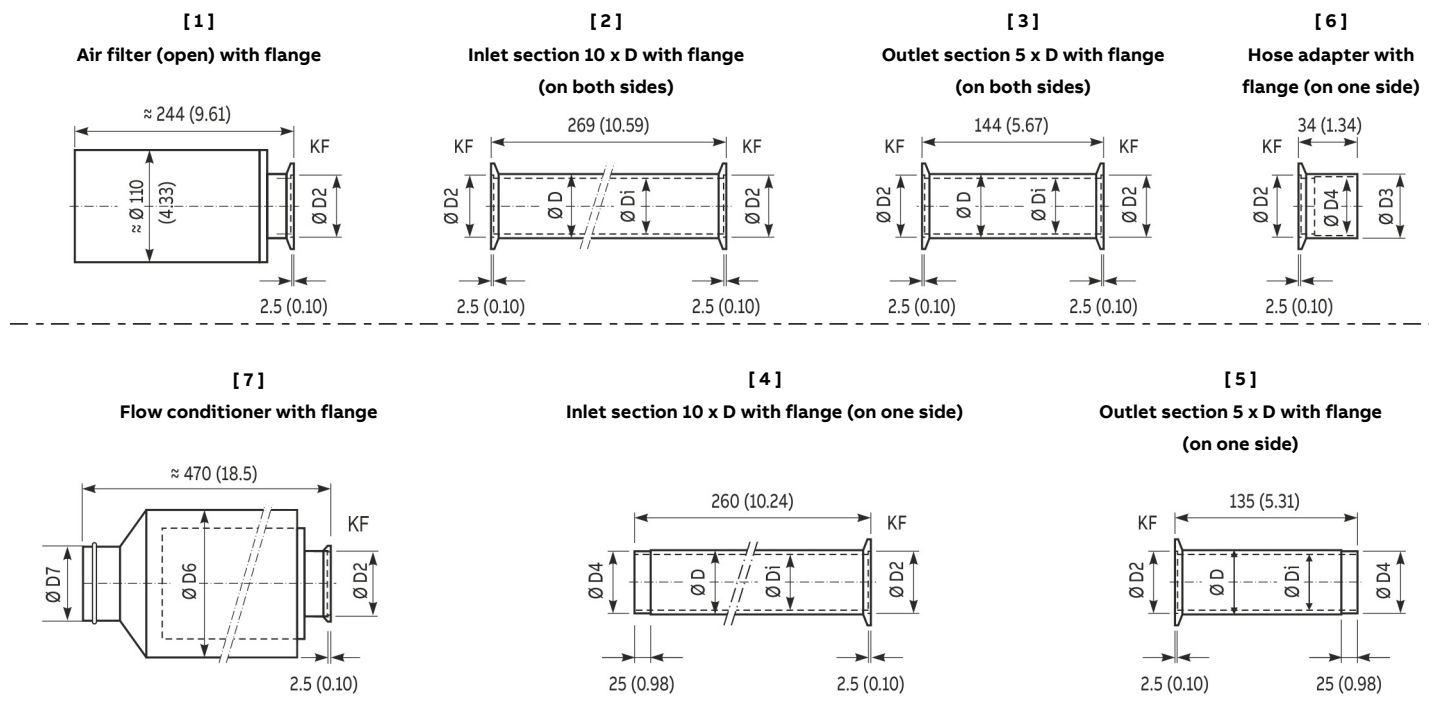 [ 1 ]
Air filter (open) with flange
≈ 244 (9.61)
KF
≈ Ø 110
(4.33)
Ø D2
2.5 (0.10)
[ 2 ]
Inlet section 10 x D with flange
(on both sides)
269 (10.59)
KF
KF
Ø D2
Ø D
Ø Di
Ø D2
2.5 (0.10)
2.5 (0.10)
[ 3 ]
Outlet section 5 x D with flange
(on both sides)
144 (5.67)
KF
KF
Ø D2
Ø D
Ø Di
Ø D2
2.5 (0.10)
2.5 (0.10)
[ 6 ]
Hose adapter with
flange (on one side)
34 (1.34)
KF
Ø D2
Ø D4
Ø D3
2.5 (0.10)
[ 7 ]
Flow conditioner with flange
≈ 470 (18.5)
KF
Ø D7
Ø D6
Ø D2
2.5 (0.10)
[ 4 ]
Inlet section 10 x D with flange (on one side)
260 (10.24)
KF
Ø D4
Ø D
Ø Di
Ø D2
25 (0.98)
2.5 (0.10)
[ 5 ]
Outlet section 5 x D with flange
(on one side)
135 (5.31)
KF
Ø D2
Ø D
Ø Di
Ø D4
2.5 (0.10)
25 (0.98)